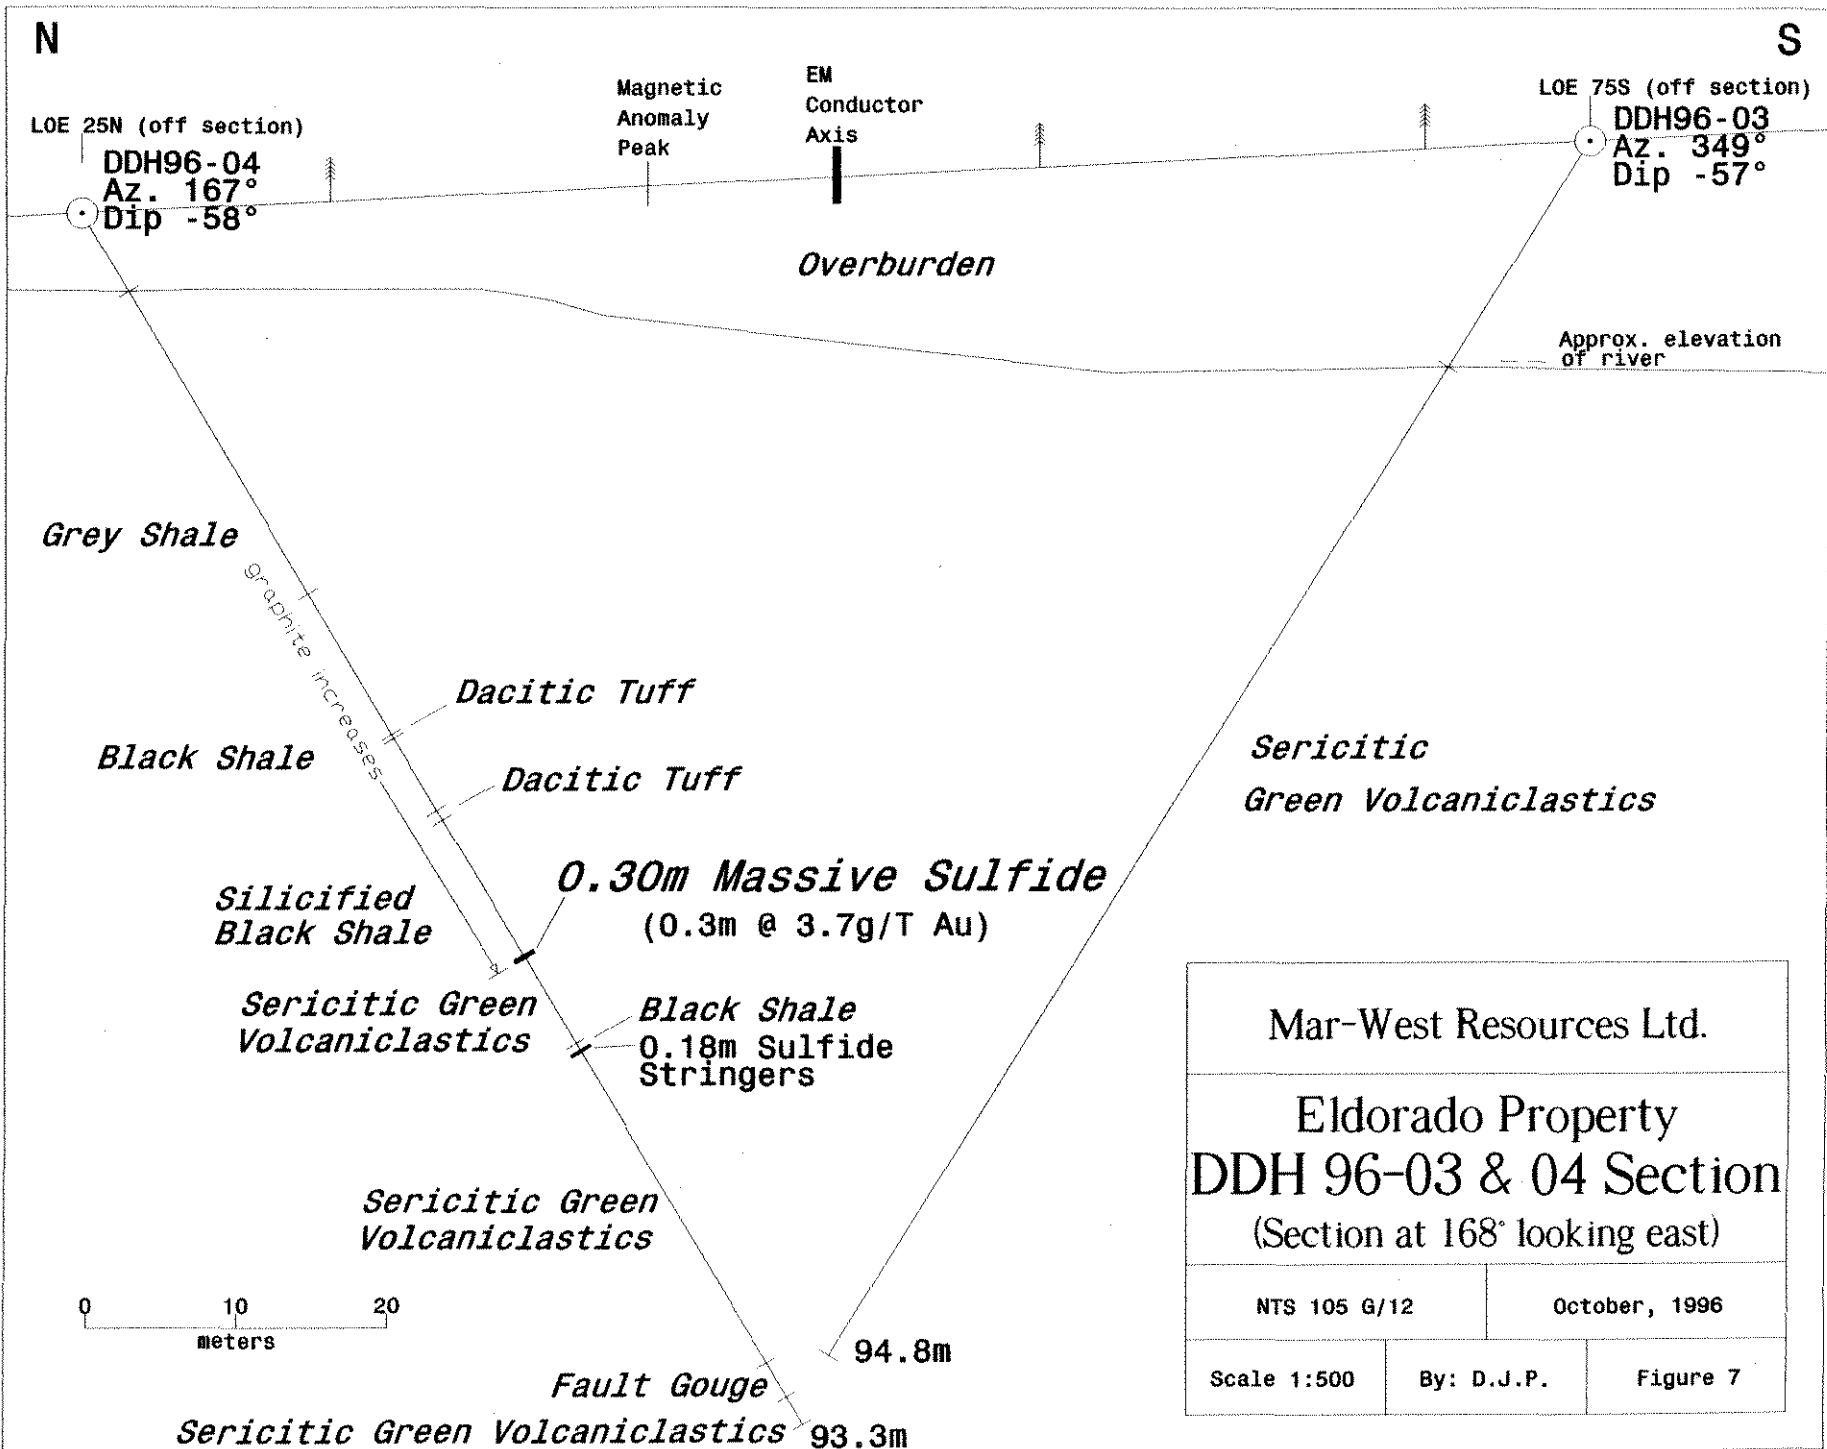 N
S
LOE 25N (off section)
DDH96-04
Az. 167°
Dip -58°
Magnetic
Anomaly
Peak
EM
Conductor
Axis
LOE 75S (off section)
DDH96-03
Az. 349°
Dip -57°
Overburden
Approx. elevation
of river
Grey Shale
graphite increases
Dacitic Tuff
Black Shale
Dacitic Tuff
Sericitic
Green Volcaniclastics
0.30m Massive Sulfide
(0.3m @ 3.7g/T Au)
Silicified
Black Shale
Sericitic Green
Volcaniclastics
Black Shale
0.18m Sulfide
Stringers
Sericitic Green
Volcaniclastics
0 10 20
meters
94.8m
Fault Gouge
Sericitic Green Volcaniclastics
93.3m
Mar-West Resources Ltd.
Eldorado Property
DDH 96-03 & 04 Section
(Section at 168° looking east)
NTS 105 G/12
October, 1996
Scale 1:500
By: D.J.P.
Figure 7